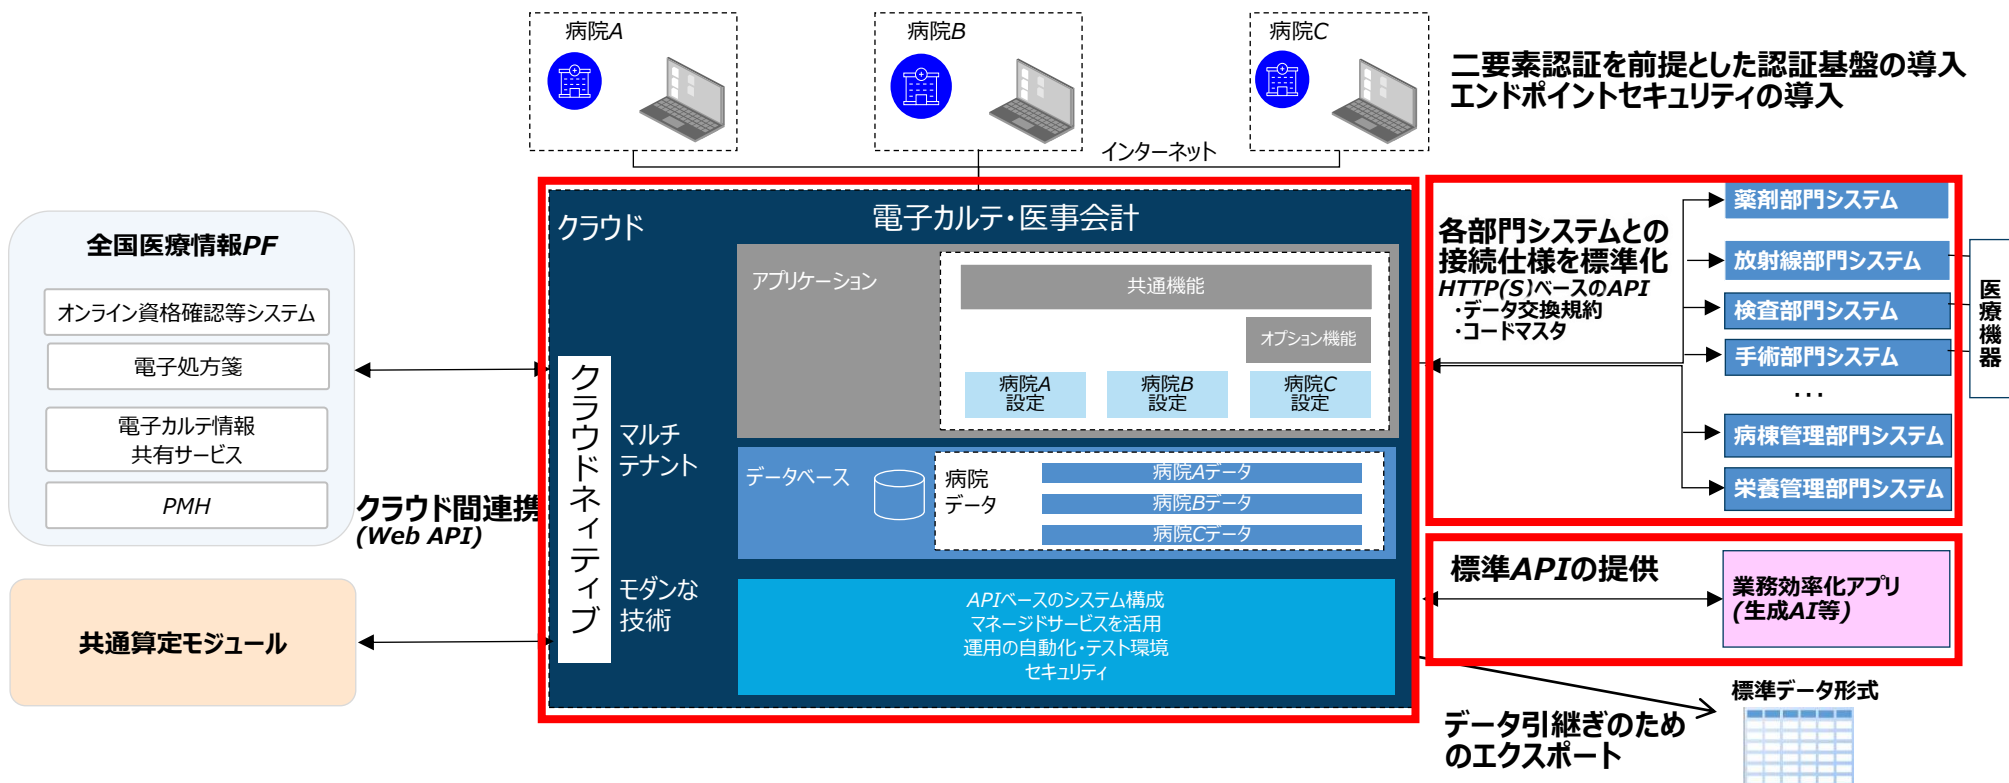 病院A
病院B
病院C
二要素認証を前提とした認証基盤の導入
エンドポイントセキュリティの導入
インターネット
全国医療情報PF
オンライン資格確認等システム
電子処方箋
電子カルテ情報
共有サービス
PMH
クラウド間連携
(Web API)
共通算定モジュール
クラウド
電子カルテ・医事会計
クラウドネイティブ
マルチ
テナント
モダンな
技術
アプリケーション
共通機能
オプション機能
病院A
設定
病院B
設定
病院C
設定
データベース
病院
データ
病院Aデータ
病院Bデータ
病院Cデータ
APIベースのシステム構成
マネージドサービスを活用
運用の自動化・テスト環境
セキュリティ
各部門システムとの
接続仕様を標準化
HTTP(S)ベースのAPI
・データ交換規約
・コードマスタ
薬剤部門システム
放射線部門システム
検査部門システム
手術部門システム
...
病棟管理部門システム
栄養管理部門システム
医療機器
標準APIの提供
業務効率化アプリ
(生成AI等)
標準データ形式
データ引継ぎのため
のエクスポート